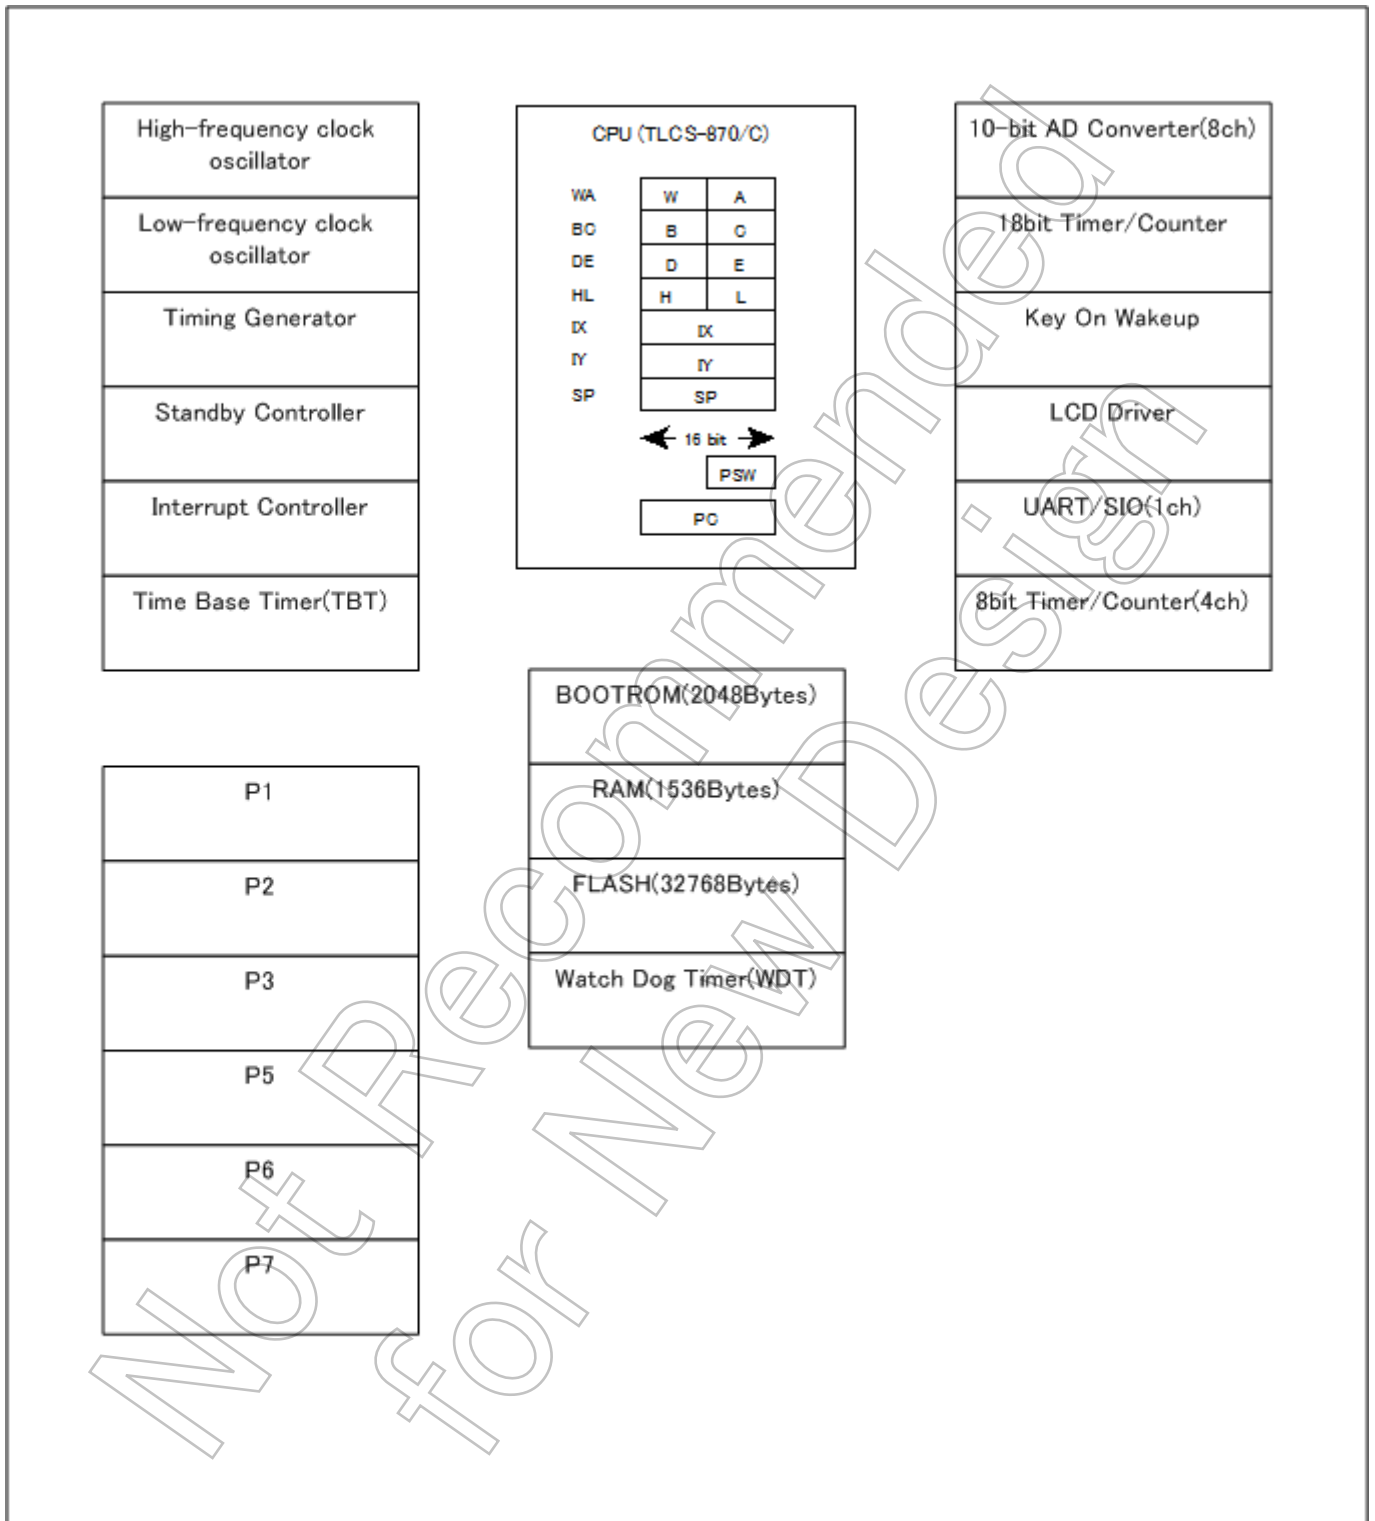 High-frequency clock
oscillator
Low-frequency clock
oscillator
Timing Generator
Standby Controller
Interrupt Controller
Time Base Timer(TBT)
CPU (TLCS-870/C)
WA W A
BC B C
DE D E
HL H L
IX IX
IY IY
SP SP
16 bit
PSW
PC
10-bit AD Converter(8ch)
18bit Timer/Counter
Key On Wakeup
LCD Driver
UART/SIO(1ch)
8bit Timer/Counter(4ch)
BOOTROM(2048Bytes)
RAM(1536Bytes)
FLASH(32768Bytes)
Watch Dog Timer(WDT)
P1
P2
P3
P5
P6
P7
Not Recommended
for New Design